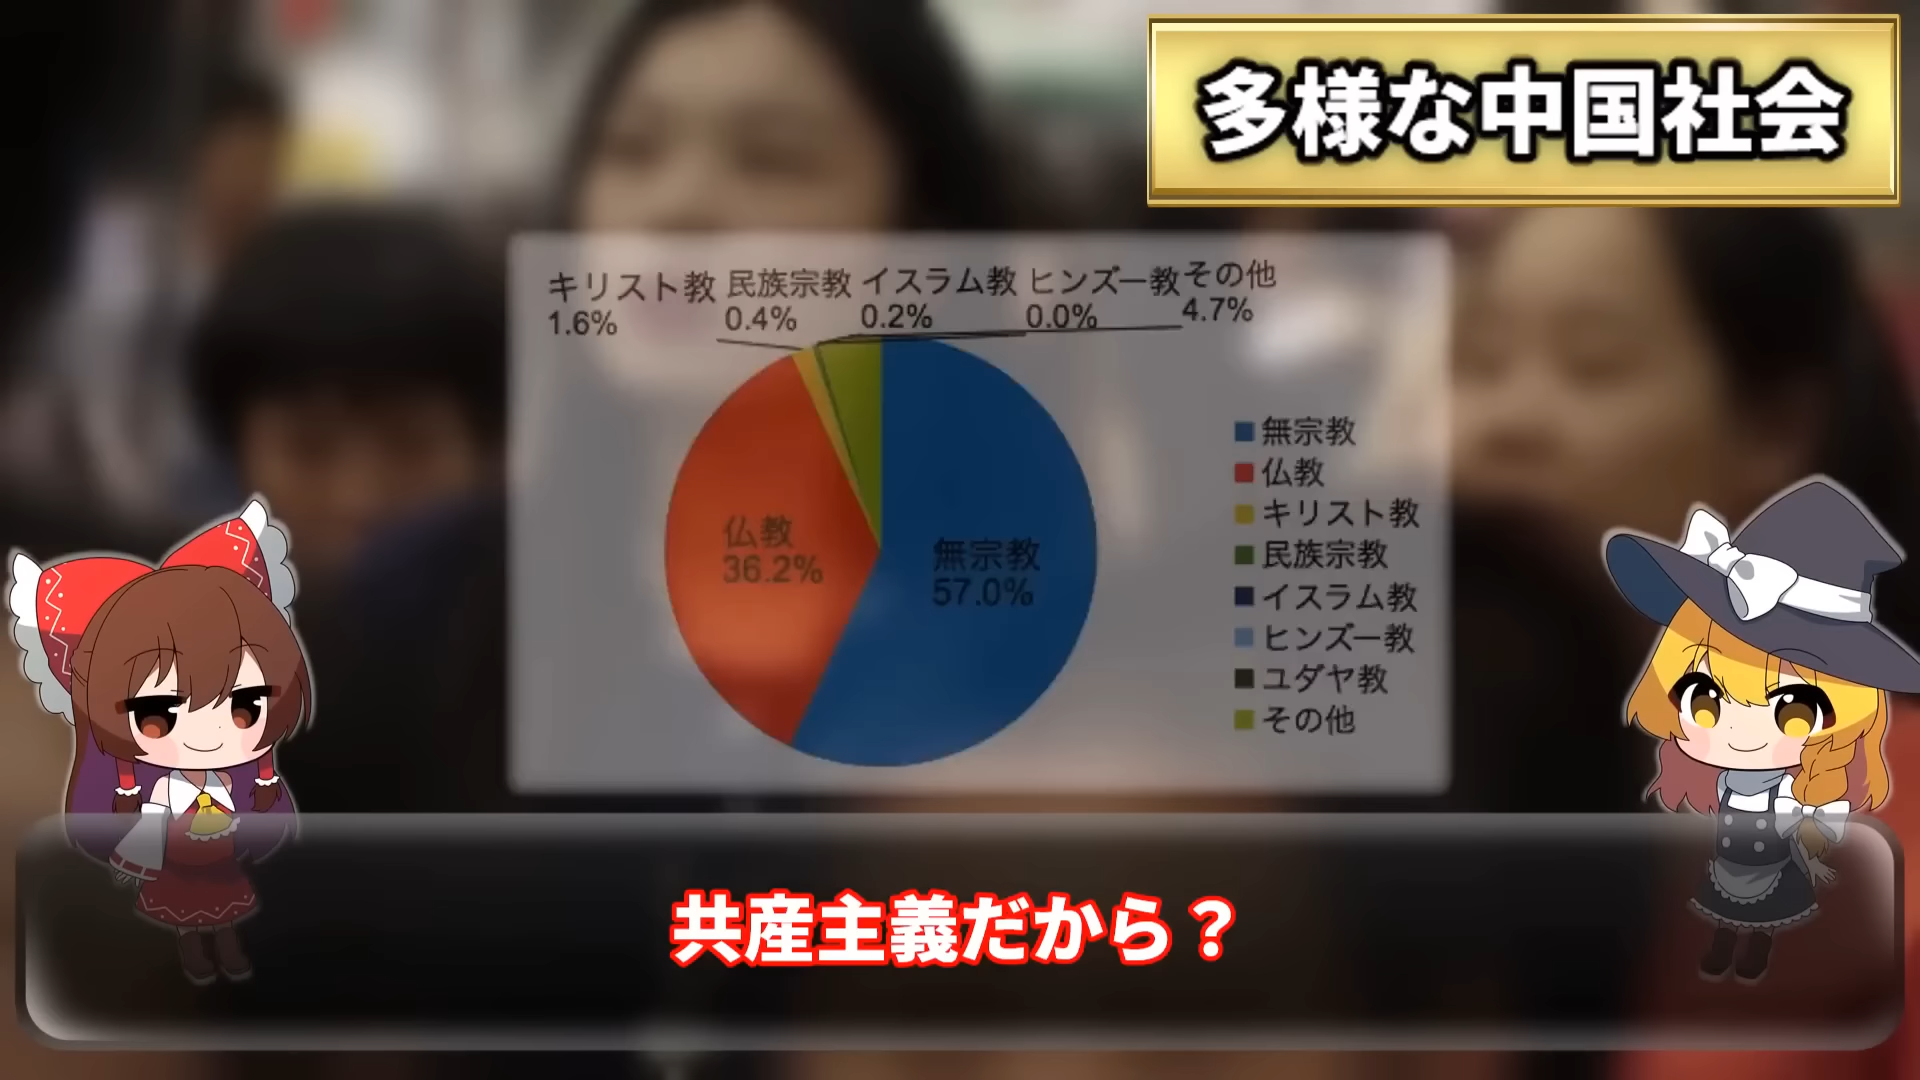 多様な中国社会
キリスト教 民族宗教 イスラム教 ヒンズー教 その他
1.6% 0.4% 0.2% 0.0% 4.7%
仏教
36.2%
無宗教
57.0%
無宗教
仏教
キリスト教
民族宗教
イスラム教
ヒンズー教
ユダヤ教
その他
共産主義だから？